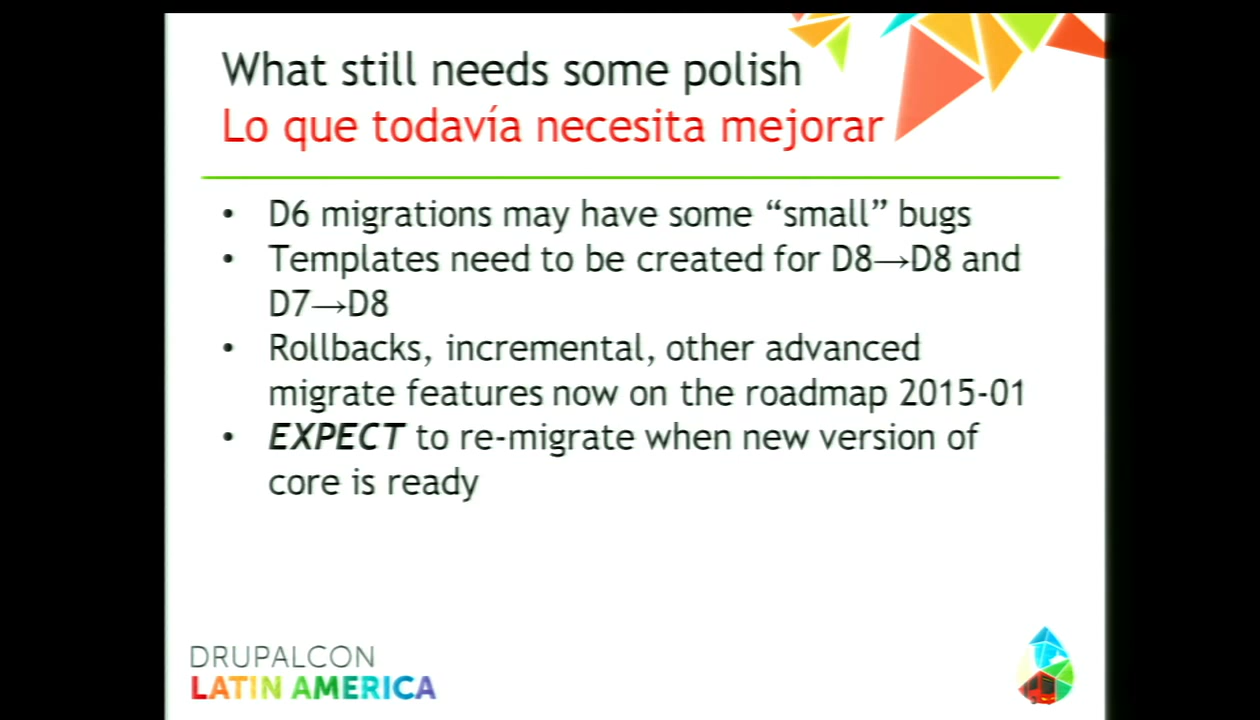 What still needs some polish
Lo que todavía necesita mejorar
• D6 migrations may have some “small” bugs
• Templates need to be created for D8→D8 and
D7→D8
• Rollbacks, incremental, other advanced
migrate features now on the roadmap 2015-01
• EXPECT to re-migrate when new version of
core is ready
DRUPALCON
LATIN AMERICA